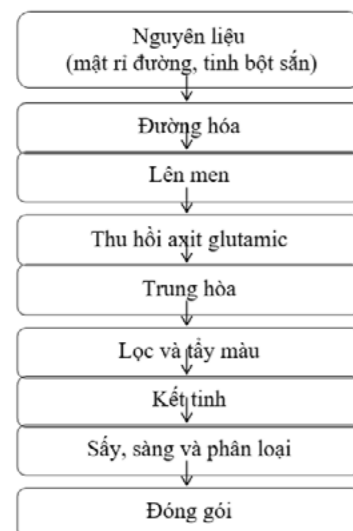 Nguyên liệu
(mật rỉ đường, tinh bột sắn)
Đường hóa
Lên men
Thu hồi axit glutamic
Trung hòa
Lọc và tẩy màu
Kết tinh
Sấy, sàng và phân loại
Đóng gói